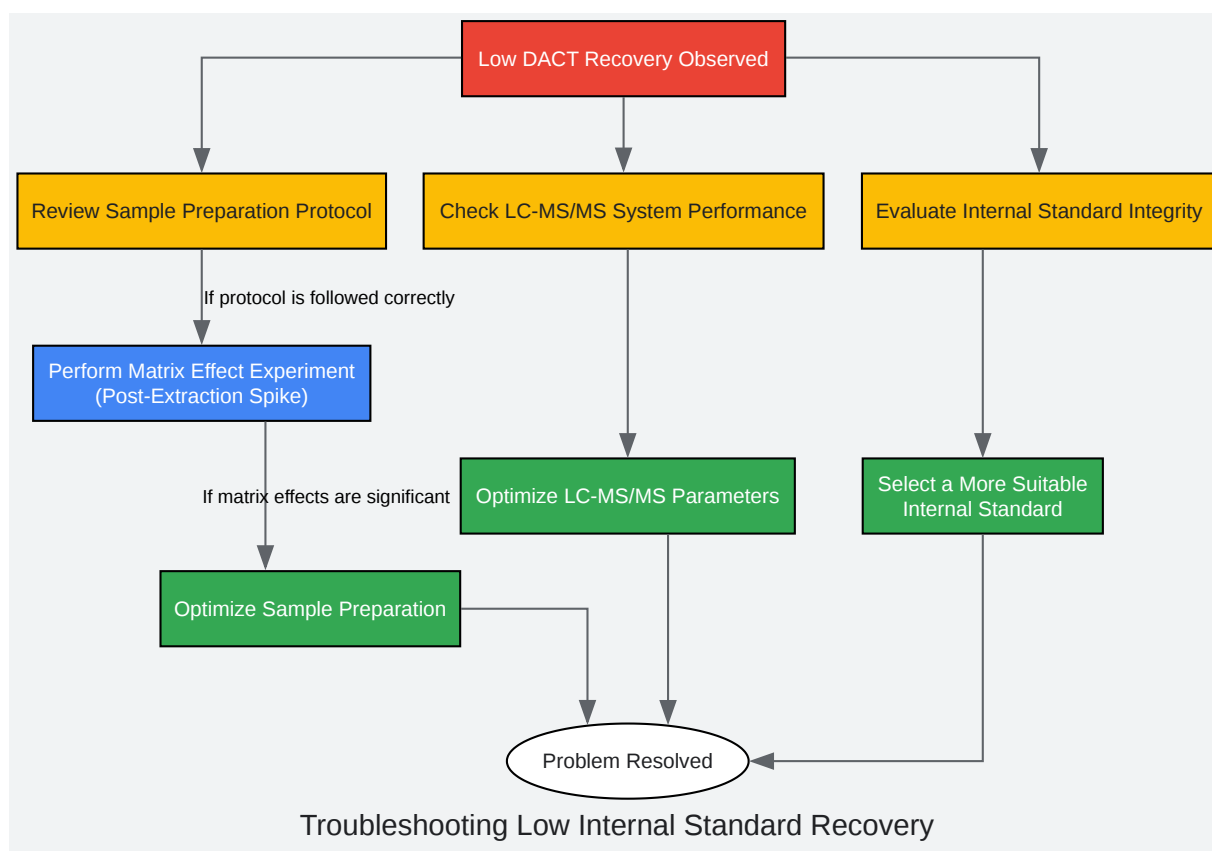 Low DACT Recovery Observed
Review Sample Preparation Protocol
Check LC-MS/MS System Performance
Evaluate Internal Standard Integrity
If protocol is followed correctly
Perform Matrix Effect Experiment
(Post-Extraction Spike)
If matrix effects are significant
Optimize LC-MS/MS Parameters
Select a More Suitable
Internal Standard
Optimize Sample Preparation
Problem Resolved
Troubleshooting Low Internal Standard Recovery